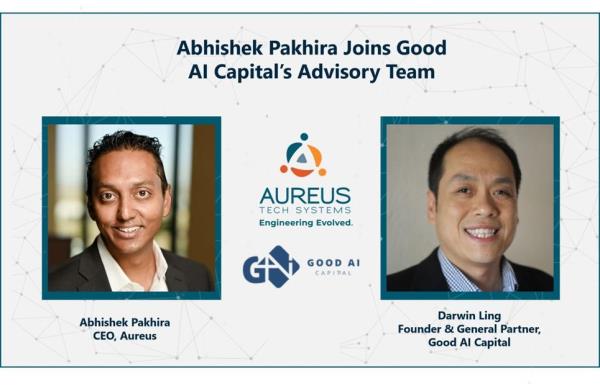 Abhishek Pakhira Joins Good
AI Capital's Advisory Team
AUREUS
TECH SYSTEMS
Engineering Evolved.
GAi
GOOD AI
CAPITAL
Abhishek Pakhira
CEO, Aureus
Darwin Ling
Founder & General Partner,
Good AI Capital